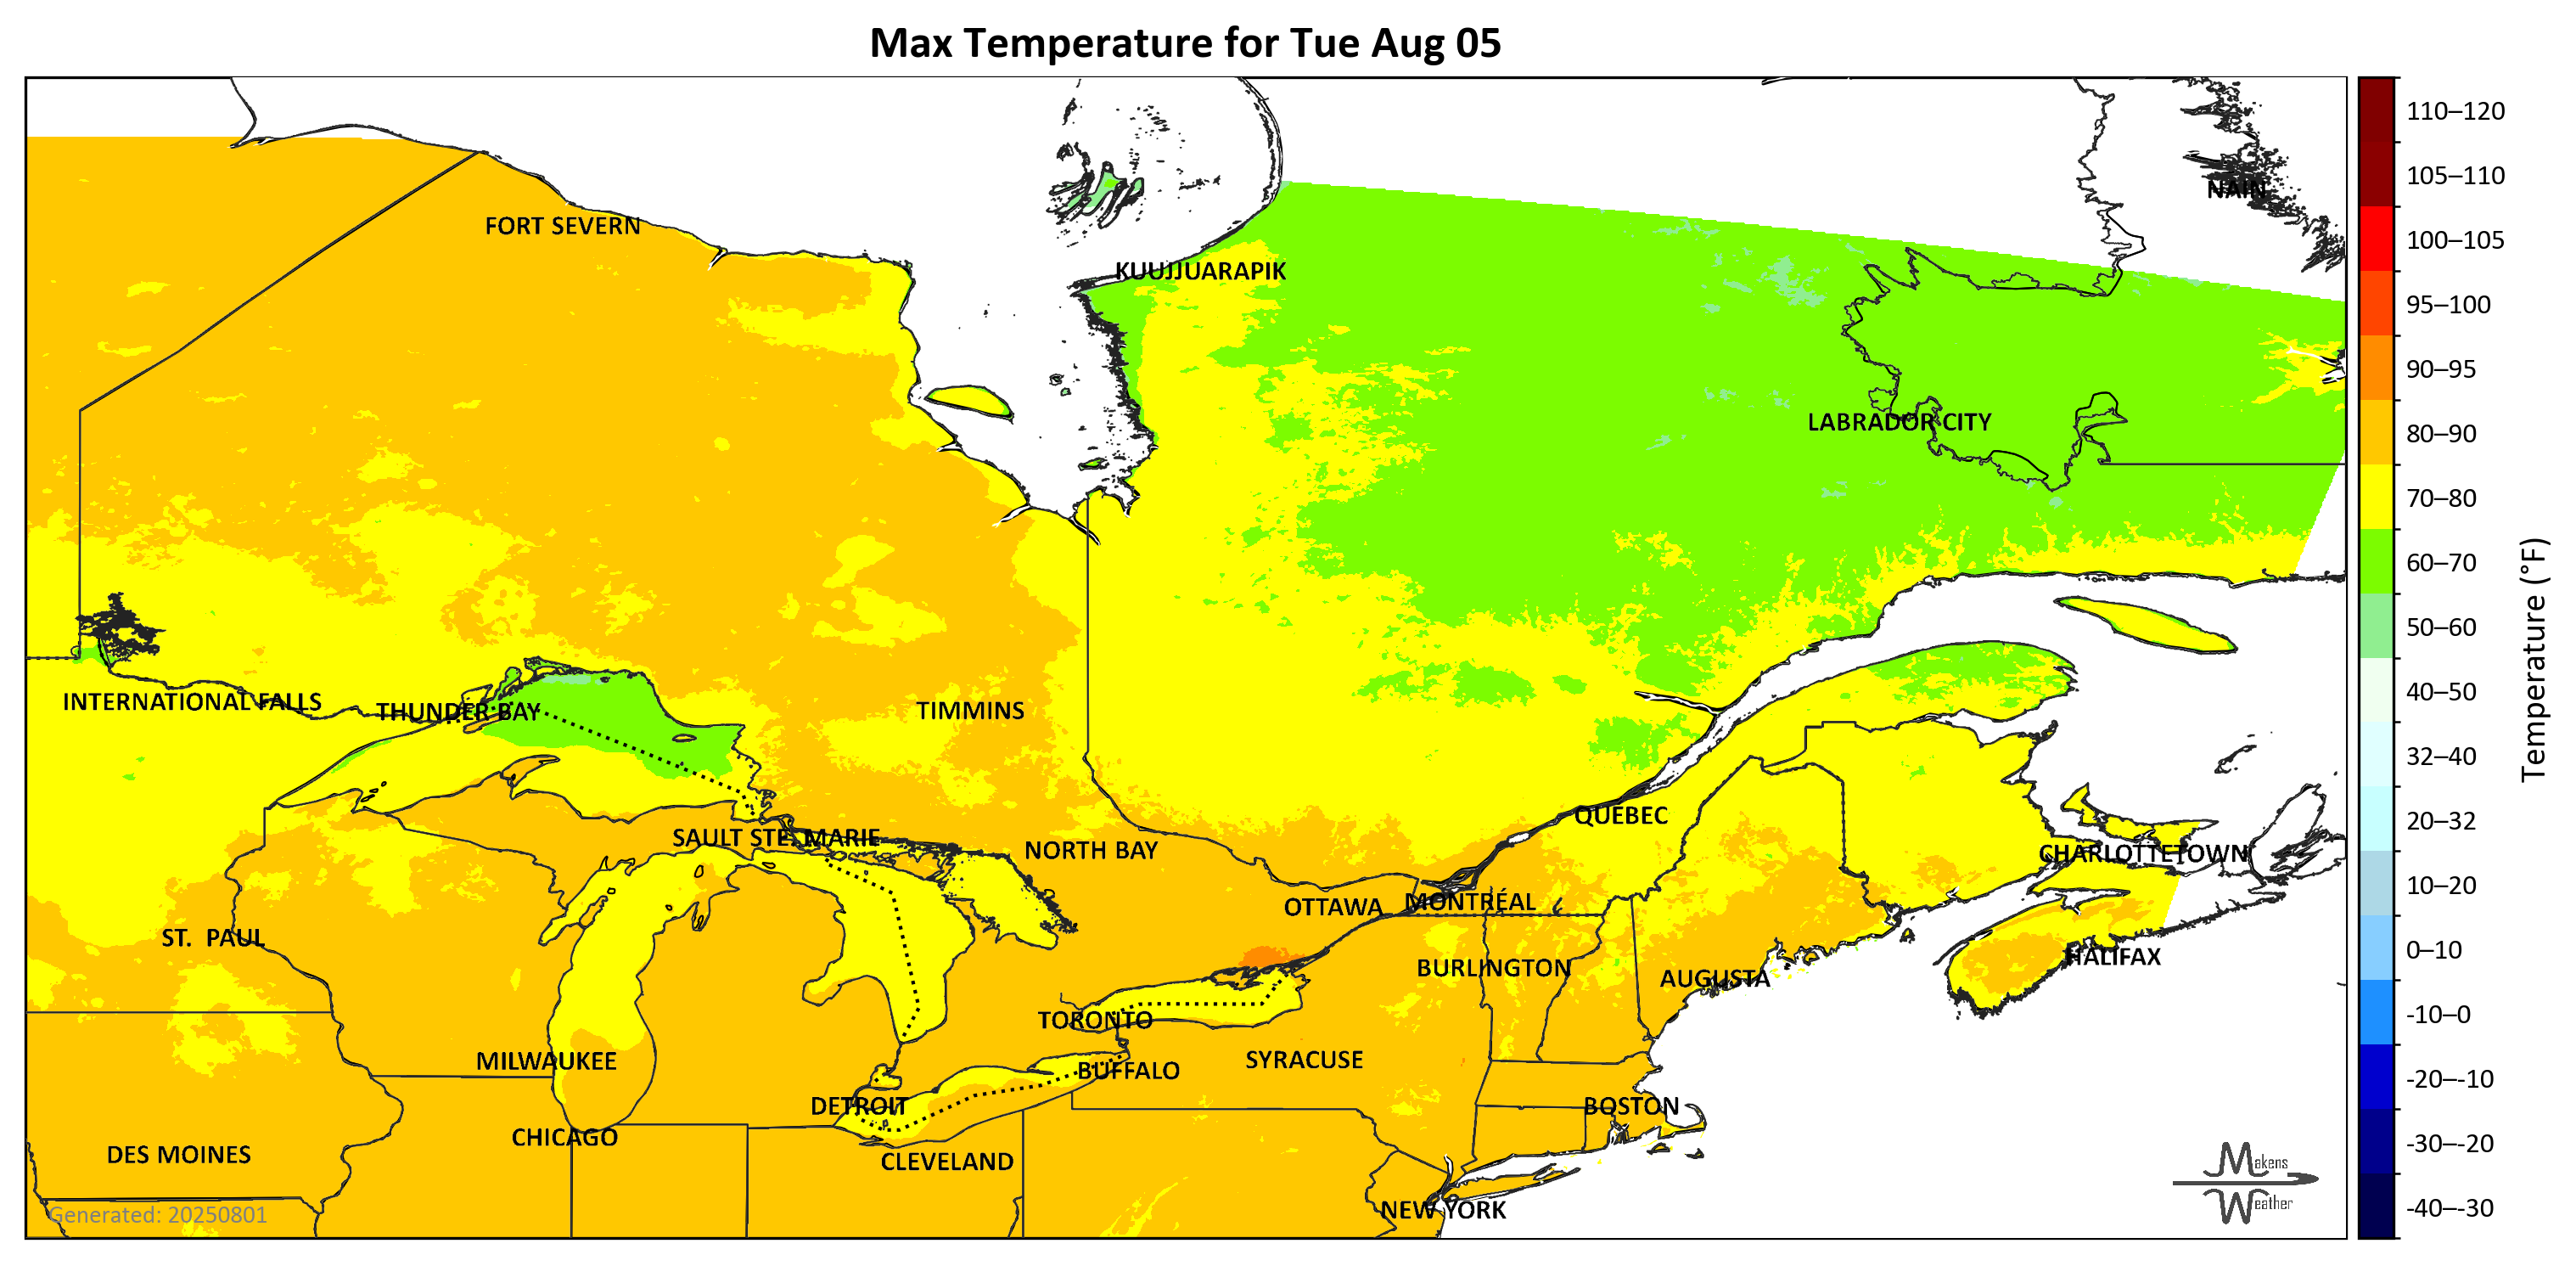 Max Temperature for Tue Aug 05
NAIN
FORT SEVERN
KUUJJUARAPIK
LABRADOR CITY
INTERNATIONAL FALLS
THUNDER BAY
TIMMINS
QUEBEC
SAULT STE. MARIE
NORTH BAY
CHARLOTTETOWN
OTTAWA
MONTRÉAL
ST. PAUL
HALIFAX
BURLINGTON
AUGUSTA
TORONTO
MILWAUKEE
BUFFALO
SYRACUSE
DETROIT
BOSTON
CHICAGO
DES MOINES
CLEVELAND
NEW YORK
Generated: 20250801
Makens
Weather
110–120
105–110
100–105
95–100
90–95
80–90
70–80
60–70
50–60
40–50
32–40
20–32
10–20
0–10
-10–0
-20–-10
-30–-20
-40–-30
Temperature (°F)